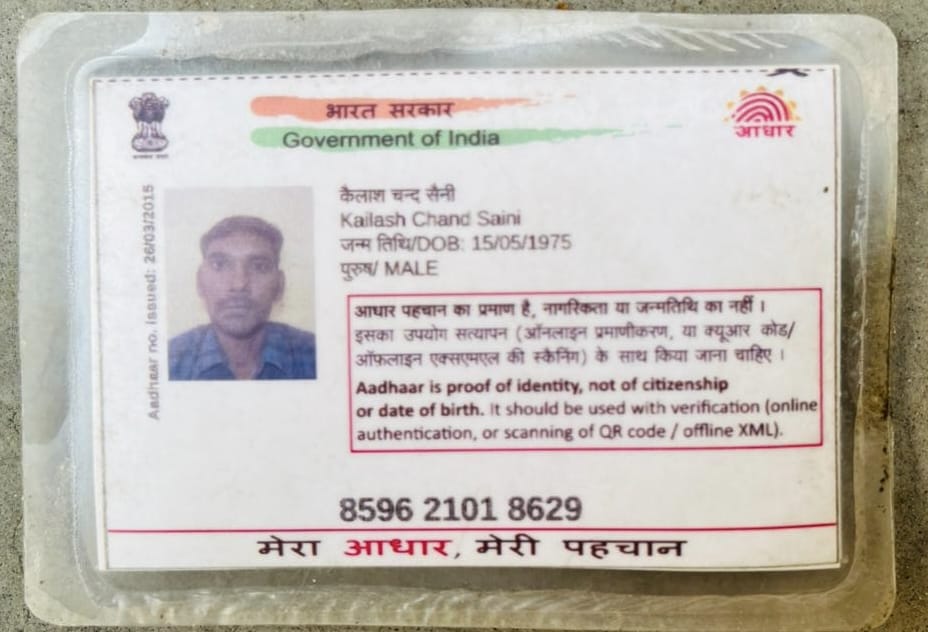 भारत सरकार
Government of India
आधार
Aadhaar no. issued: 26/03/2015
कैलाश चन्द सैनी
Kailash Chand Saini
जन्म तिथि/DOB: 15/05/1975
पुरुष/ MALE
आधार पहचान का प्रमाण है, नागरिकता या जन्मतिथि का नहीं ।
इसका उपयोग सत्यापन (ऑनलाइन प्रमाणीकरण, या क्यूआर कोड/
ऑफ़लाइन एक्सएमएल की स्कैनिंग) के साथ किया जाना चाहिए ।
Aadhaar is proof of identity, not of citizenship
or date of birth. It should be used with verification (online
authentication, or scanning of QR code / offline XML).
8596 2101 8629
मेरा आधार, मेरी पहचान